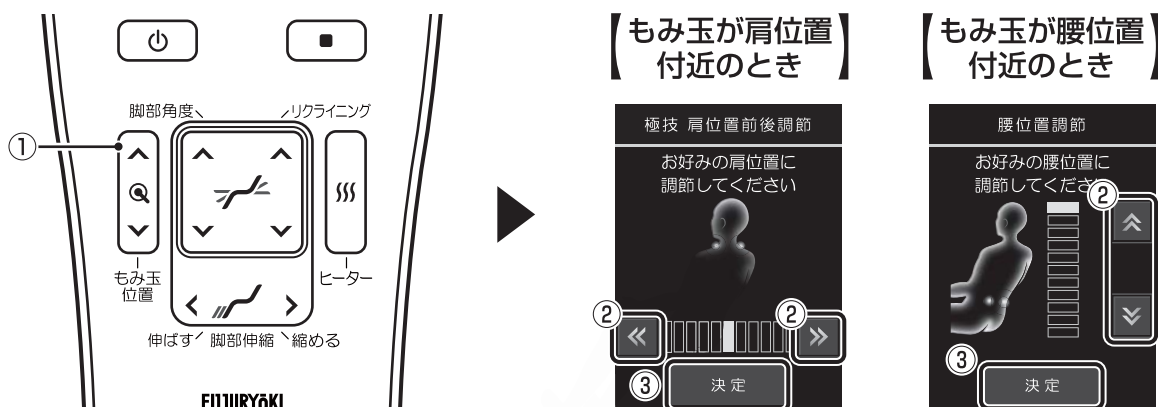 脚部角度
リクライニング
①
もみ玉
位置
ヒーター
伸ばす
脚部伸縮
縮める
FUJIIRYOKI
【もみ玉が肩位置
付近のとき】
極技 肩位置前後調節
お好みの肩位置に
調節してください
②
②
③
決定
【もみ玉が腰位置
付近のとき】
腰位置調節
お好みの腰位置に
調節してください
②
③
決定